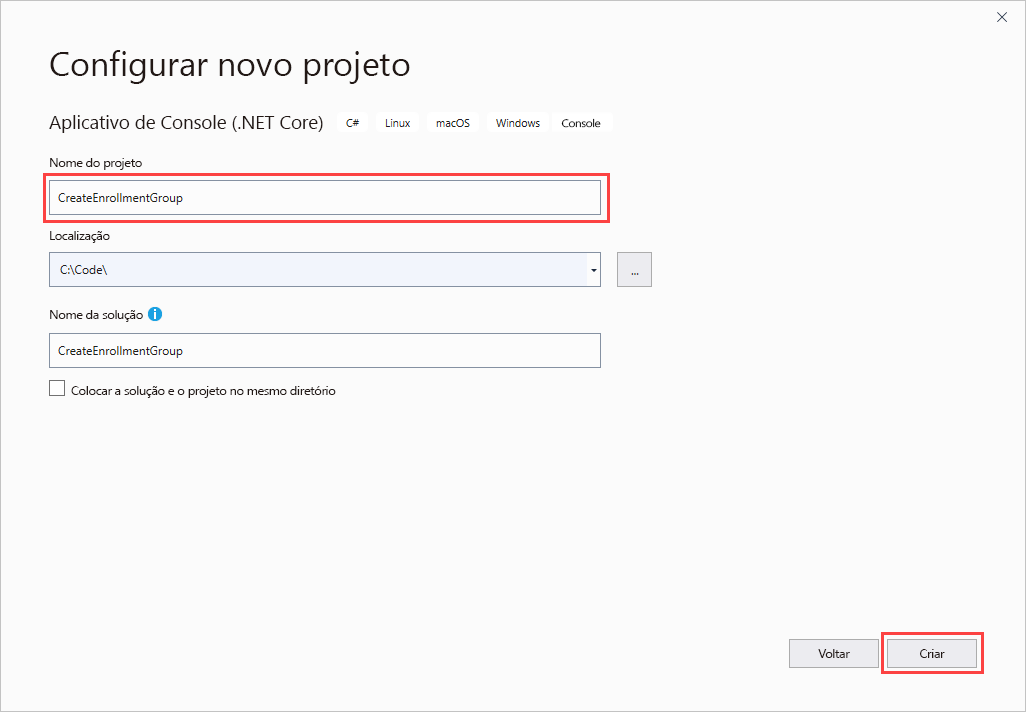 Configurar novo projeto
Aplicativo de Console (.NET Core) C# Linux macOS Windows Console
Nome do projeto
CreateEnrollmentGroup
Localização
C:\Code\
...
Nome da solução
CreateEnrollmentGroup
Colocar a solução e o projeto no mesmo diretório
Voltar Criar